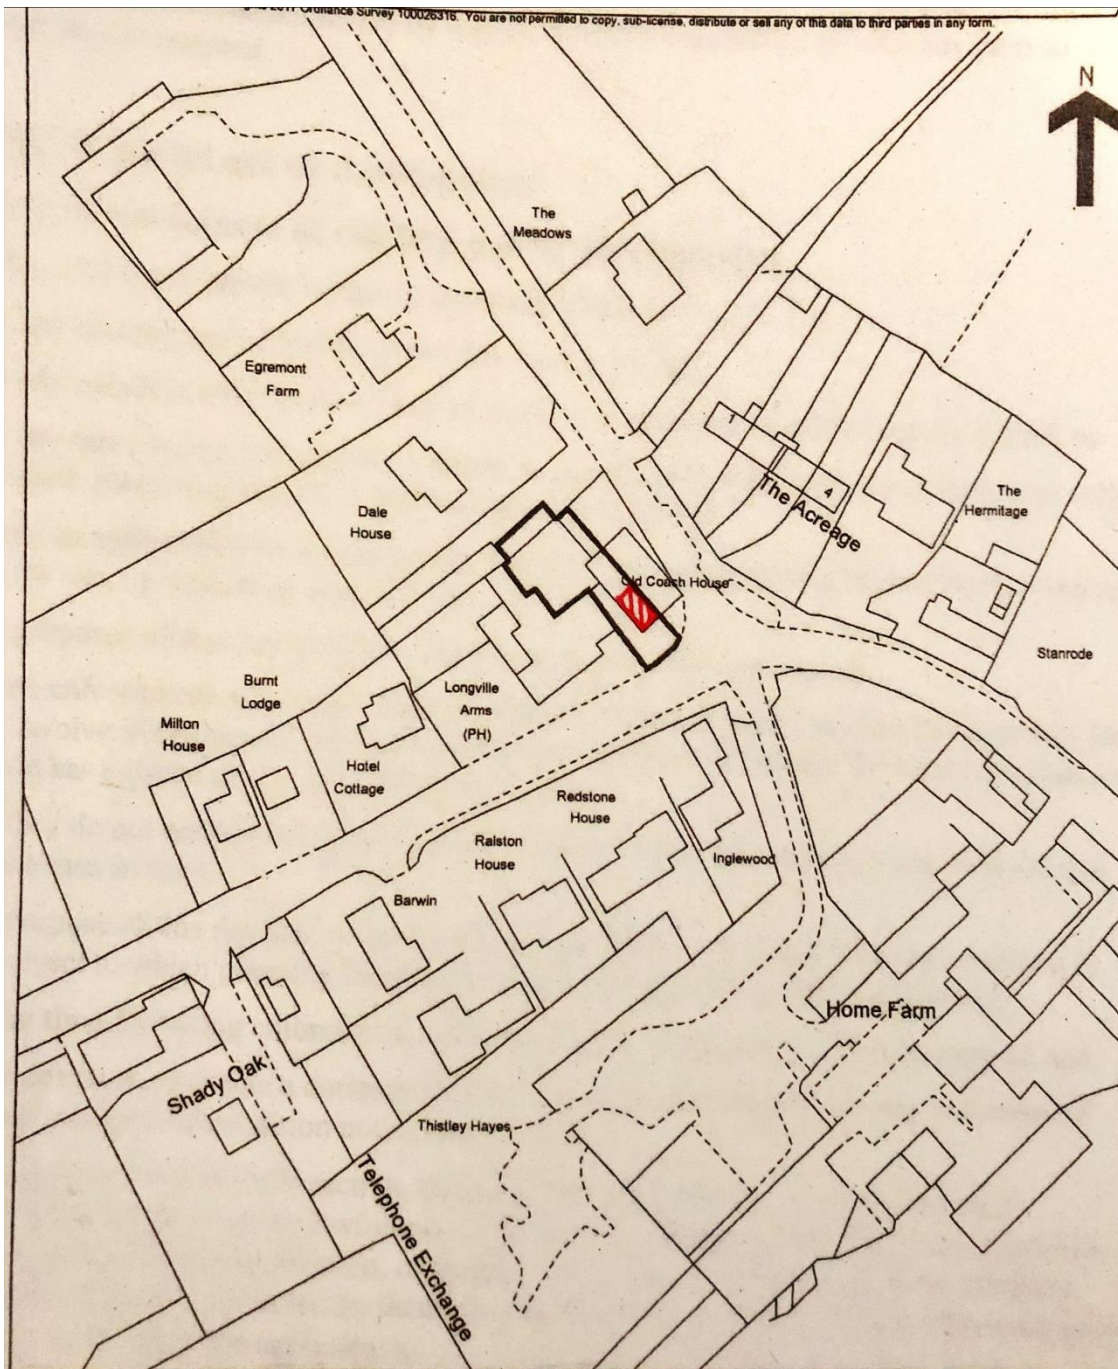 Ordnance Survey 100026316. You are not permitted to copy, sub-license, distribute or sell any of this data to third parties in any form.
N
The
Meadows
Egremont
Farm
1
4
The Acreage
The
Hermitage
Dale
House
Old Coach House
Stanrode
Burnt
Lodge
Milton
House
Longville
Arms
(PH)
Hotel
Cottage
Redstone
House
Ralston
House
Inglewood
Barwin
Home Farm
Shady Oak
Thistley Hayes
Telephone Exchange